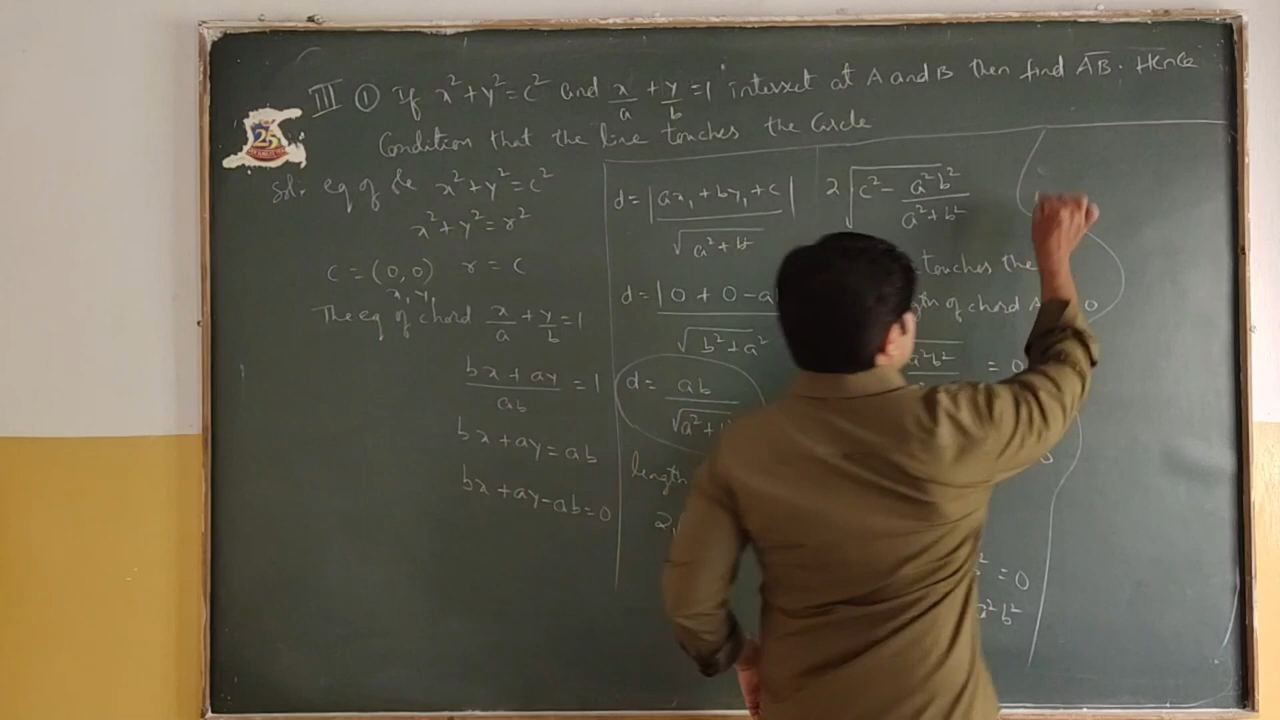 III ① If x² + y² = c² and x/a + y/b = 1 intersect at A and B then find AB. Hence
Condition that the line touches the Circle
25
Sol:- eq of the x² + y² = c²
x² + y² = r²
C = (0,0) r = c
x₁ y₁
The eq of chord x/a + y/b = 1
bx + ay / ab = 1
bx + ay = ab
bx + ay - ab = 0
d = |ax₁ + by₁ + c| / √a² + b²
d = |0 + 0 - a
√b² + a²
d = ab / √a² +
length
2
2√c² - a²b² / a² + b²
touches the
of chord A 0
a²b² = 0
² = 0
a²b²